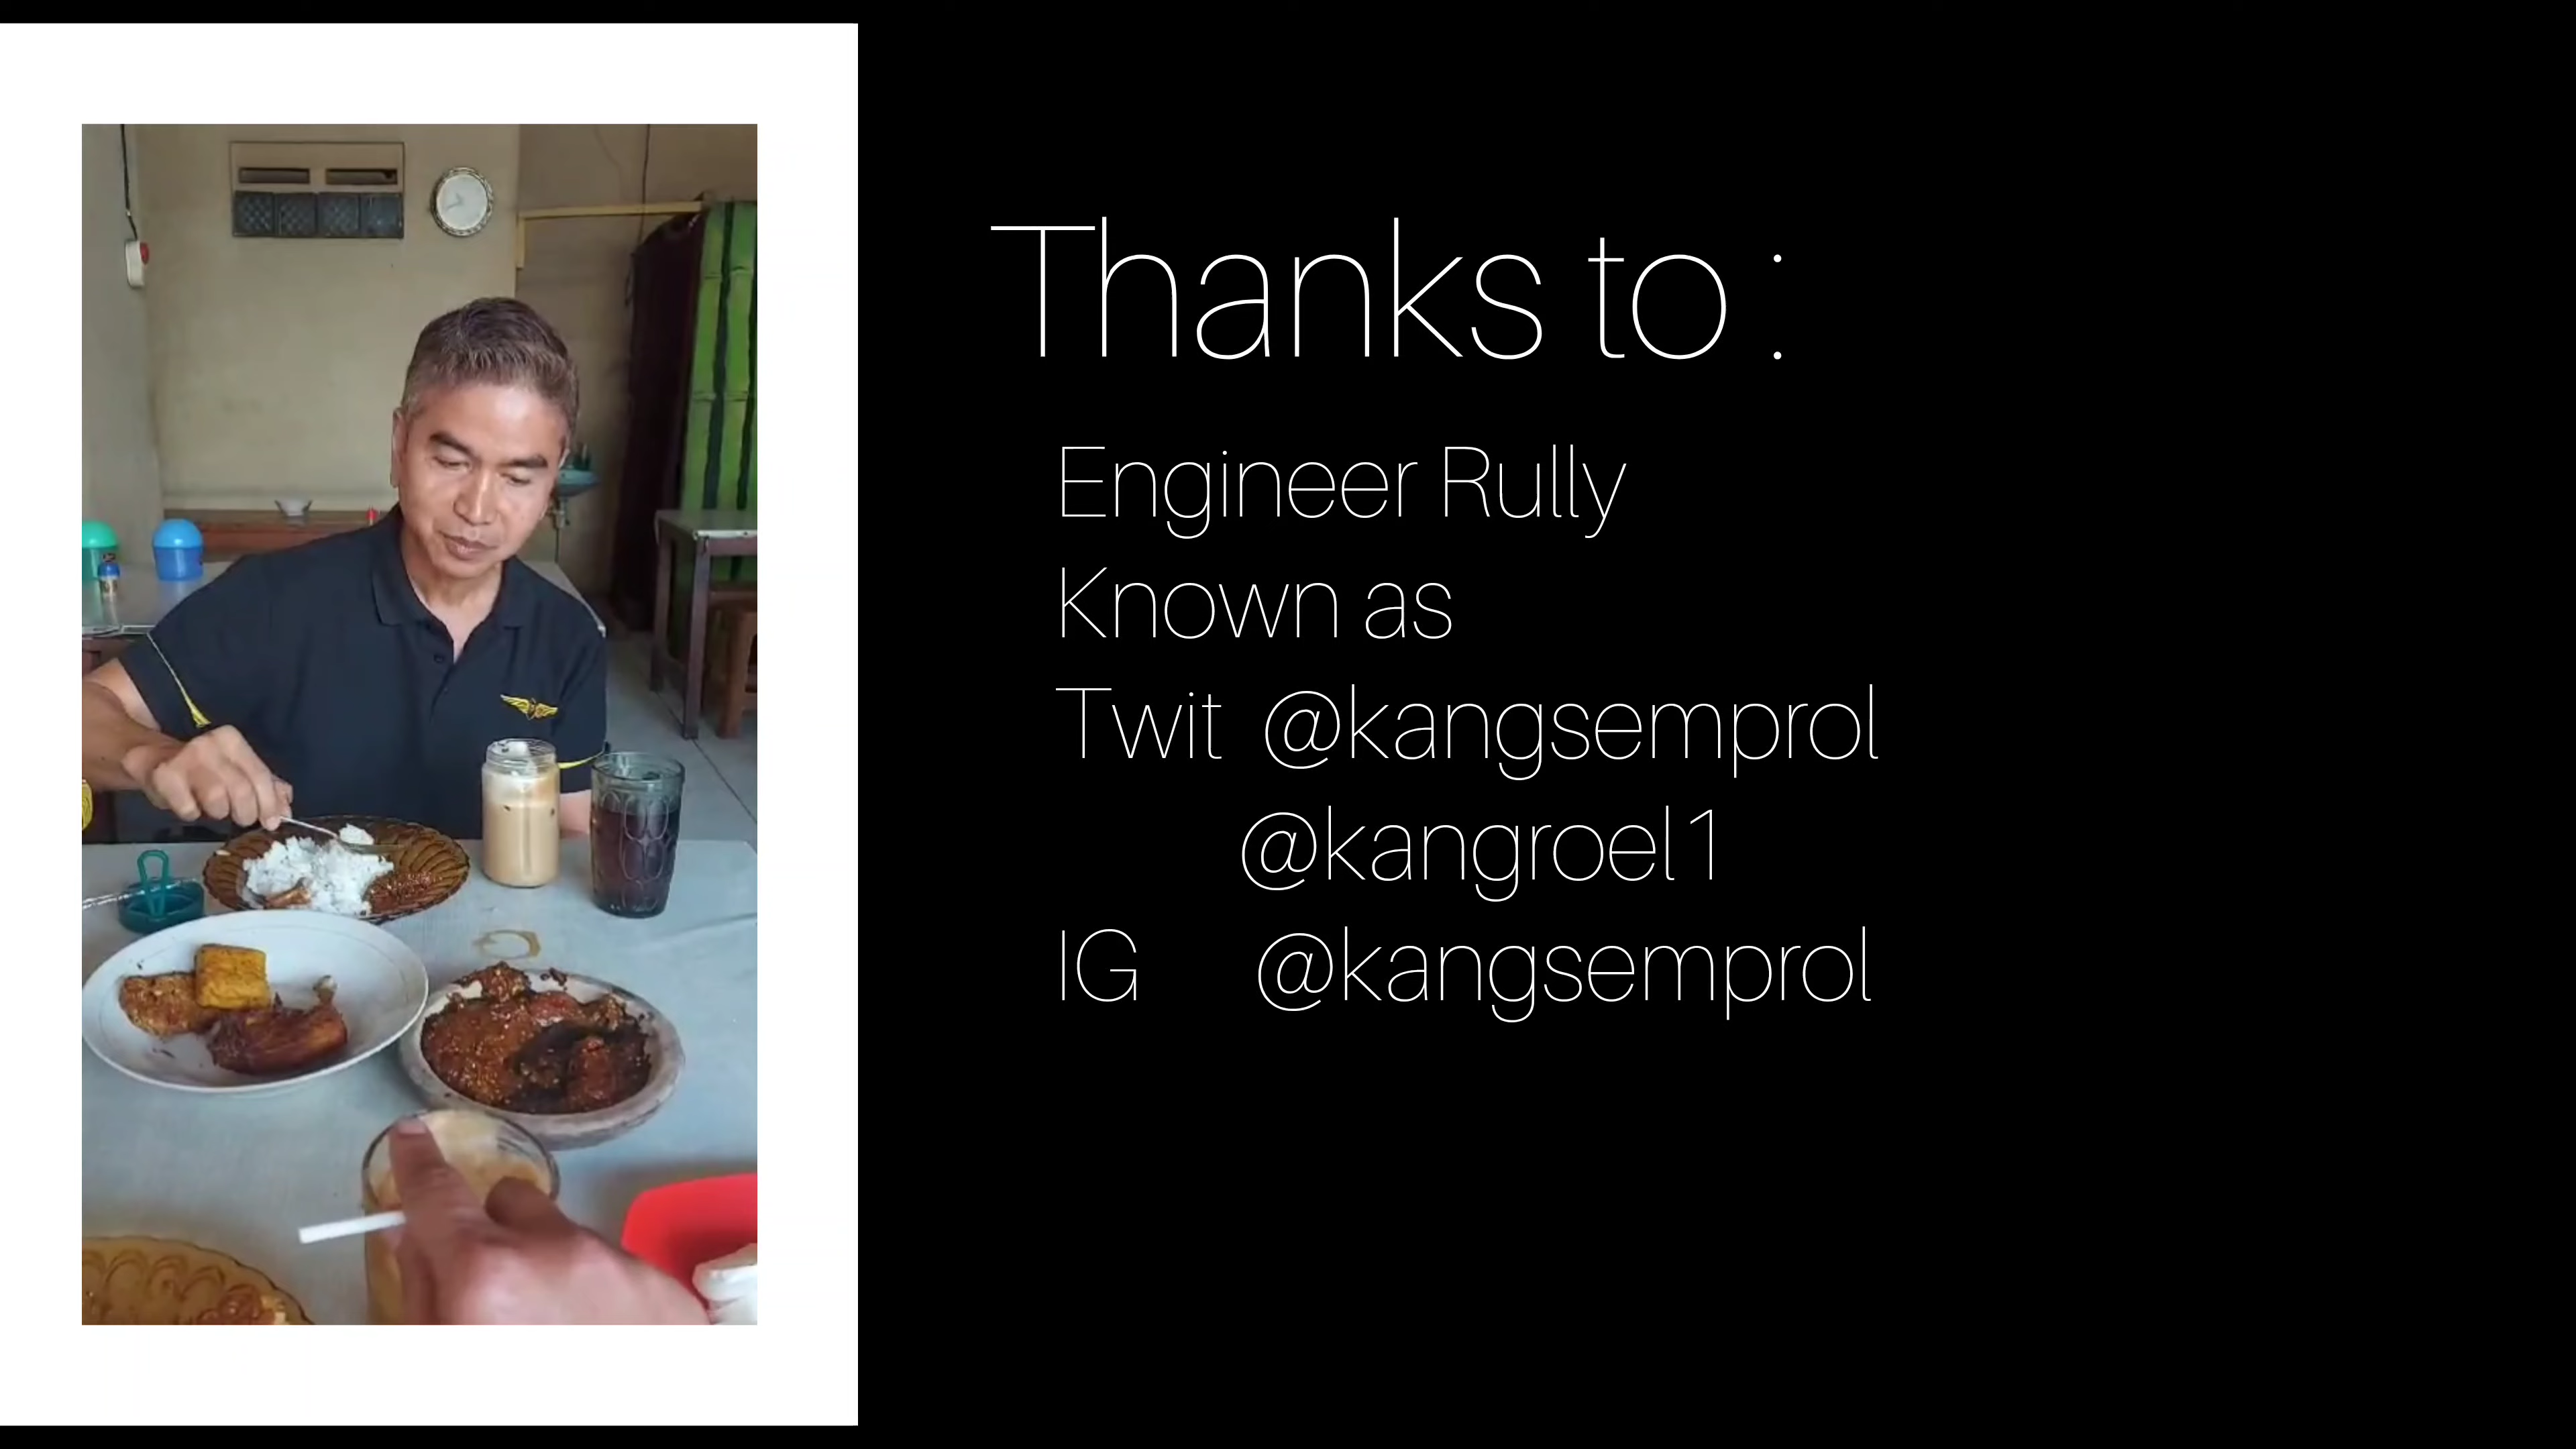 Thanks to :
Engineer Rully
Known as
Twit @kangsemprol
@kangroel1
IG @kangsemprol